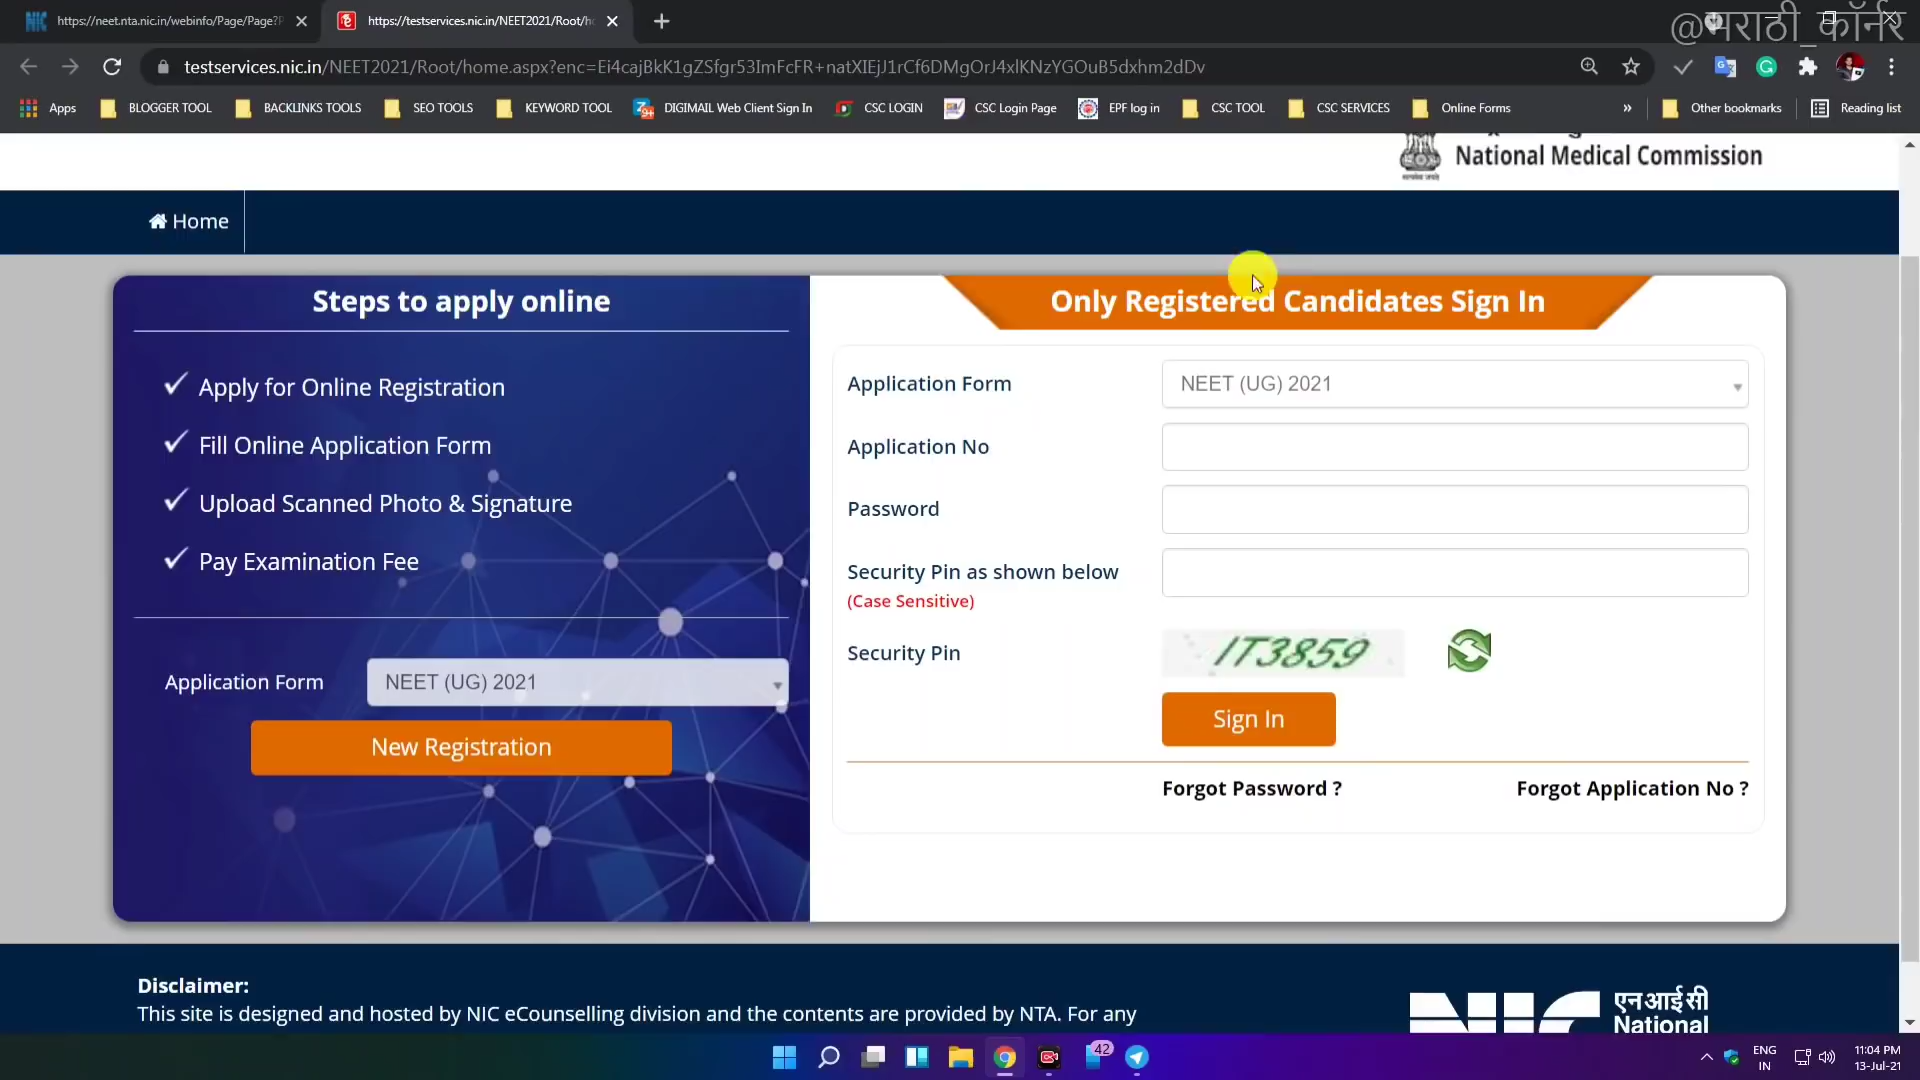 https://neet.nta.nic.in/webinfo/Page/Page?P
https://testservices.nic.in/NEET2021/Root/h
@मराठी_कॉर्नर
testservices.nic.in/NEET2021/Root/home.aspx?enc=Ei4cajBkK1gZSfgr53ImFcFR+natXIEjJ1rCf6DMgOrJ4xlKNzYGOuB5dxhm2dDv
Apps BLOGGER TOOL BACKLINKS TOOLS SEO TOOLS KEYWORD TOOL DIGIMAIL Web Client Sign In CSC LOGIN CSC Login Page EPF log in CSC TOOL CSC SERVICES Online Forms » Other bookmarks Reading list
National Medical Commission
Home
Steps to apply online
Apply for Online Registration
Fill Online Application Form
Upload Scanned Photo & Signature
Pay Examination Fee
Application Form NEET (UG) 2021
New Registration
Only Registered Candidates Sign In
Application Form NEET (UG) 2021
Application No
Password
Security Pin as shown below
(Case Sensitive)
Security Pin 1T3859
Sign In
Forgot Password ? Forgot Application No ?
Disclaimer:
This site is designed and hosted by NIC eCounselling division and the contents are provided by NTA. For any
NIC एनआईसी
National
42
ENG
IN
11:04 PM
13-Jul-21